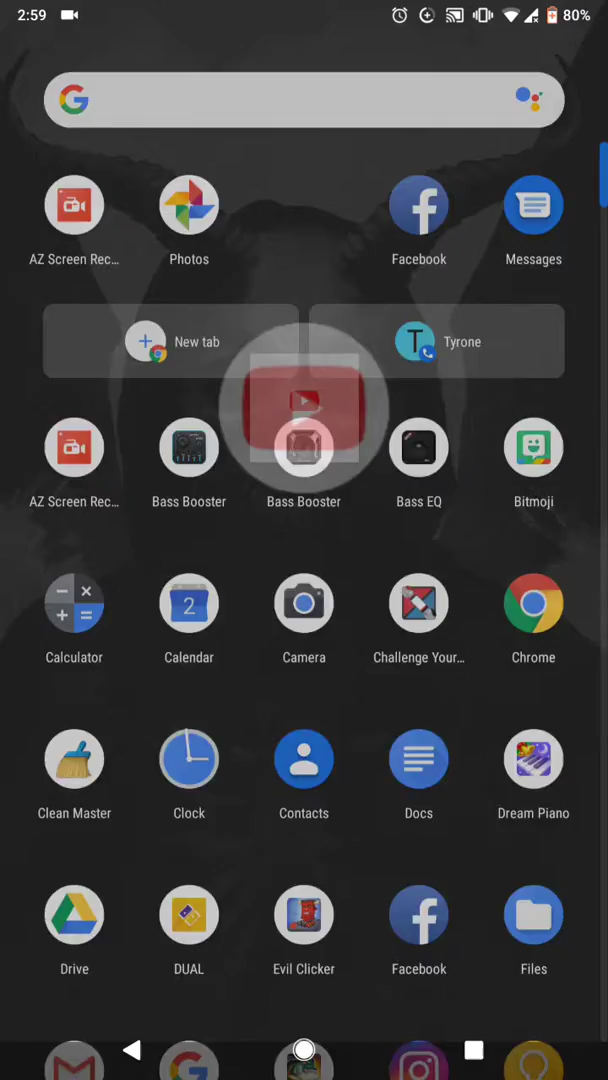 2:59 80%
AZ Screen Rec... Photos Facebook Messages
New tab T Tyrone
AZ Screen Rec... Bass Booster Bass Booster Bass EQ Bitmoji
2
Calculator Calendar Camera Challenge Your... Chrome
Clean Master Clock Contacts Docs Dream Piano
Drive DUAL Evil Clicker Facebook Files